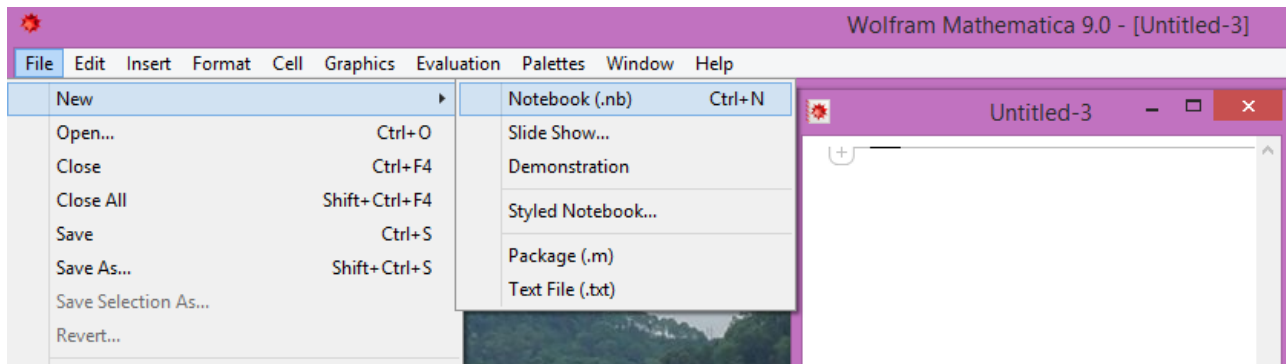 Wolfram Mathematica 9.0 - [Untitled-3]
File Edit Insert Format Cell Graphics Evaluation Palettes Window Help
New
Open... Ctrl+O
Close Ctrl+F4
Close All Shift+Ctrl+F4
Save Ctrl+S
Save As... Shift+Ctrl+S
Save Selection As...
Revert...
Notebook (.nb) Ctrl+N
Slide Show...
Demonstration
Styled Notebook...
Package (.m)
Text File (.txt)
Untitled-3